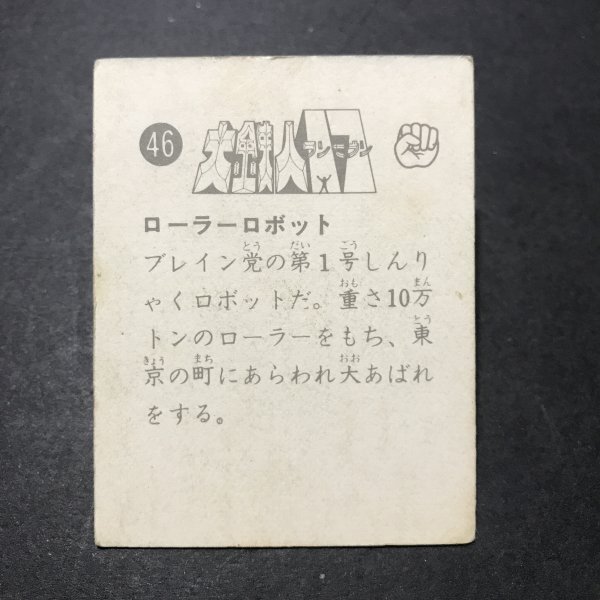 46
大鉄人17
ワンセブン
ローラーロボット
ブレイン党の第1号しんり
ゃくロボットだ。重さ10万
トンのローラーをもち、東
京の町にあらわれ大あばれ
をする。